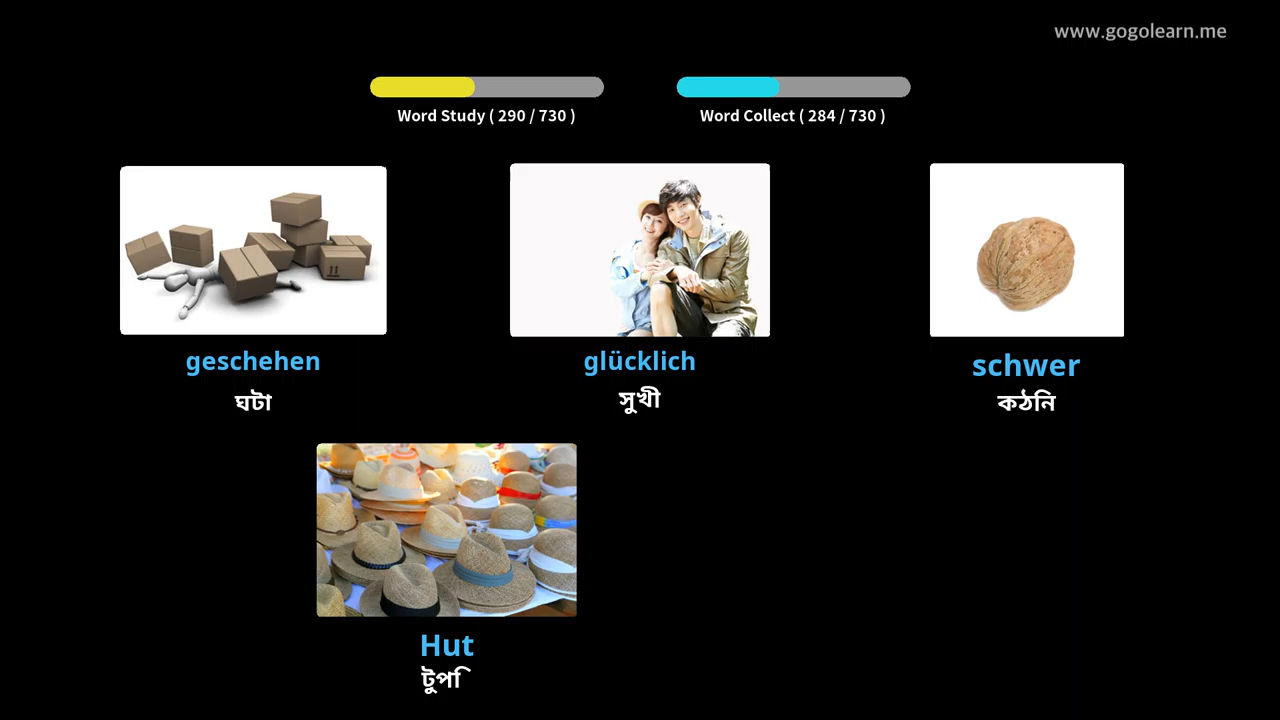 www.gogolearn.me
Word Study ( 290 / 730 )
Word Collect ( 284 / 730 )
geschehen
ঘটা
glücklich
সুখী
schwer
কঠিন
Hut
টুপি